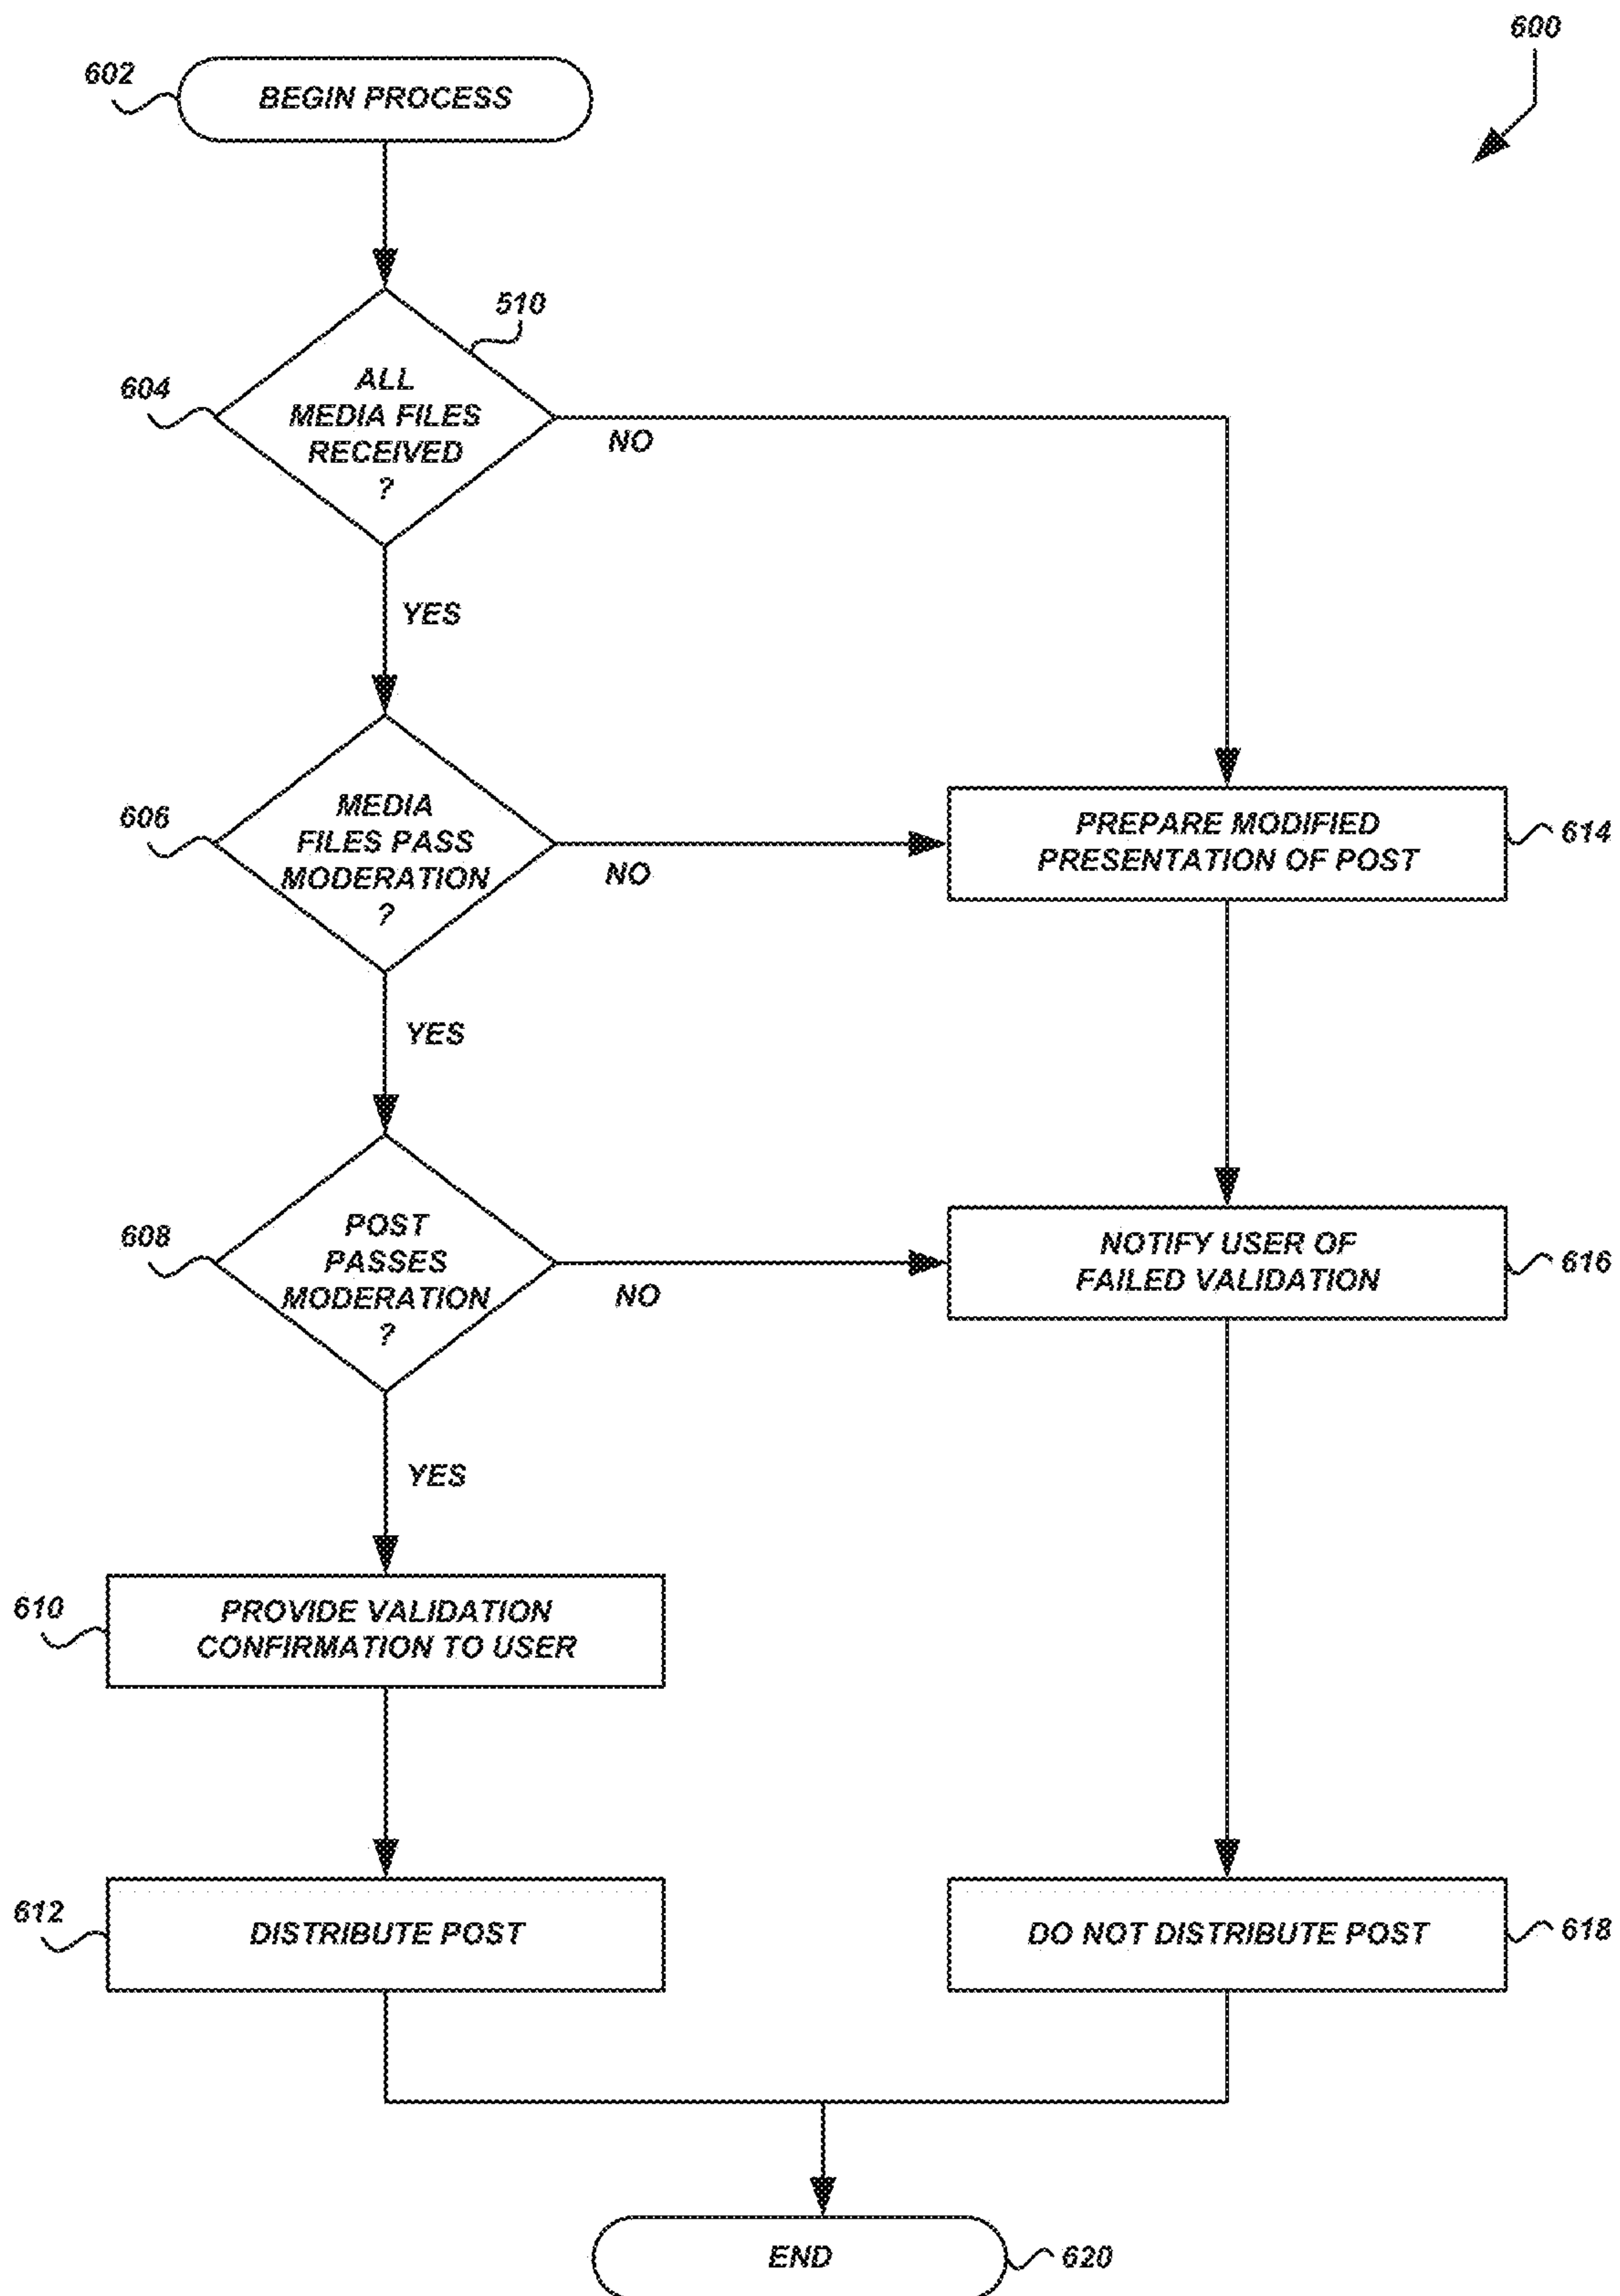 600
602
BEGIN PROCESS
510
604
ALL
MEDIA FILES
RECEIVED
?
NO
YES
606
MEDIA
FILES PASS
MODERATION
?
NO
PREPARE MODIFIED
PRESENTATION OF POST
614
YES
608
POST
PASSES
MODERATION
?
NO
NOTIFY USER OF
FAILED VALIDATION
616
YES
610
PROVIDE VALIDATION
CONFIRMATION TO USER
612
DISTRIBUTE POST
DO NOT DISTRIBUTE POST
618
END
620